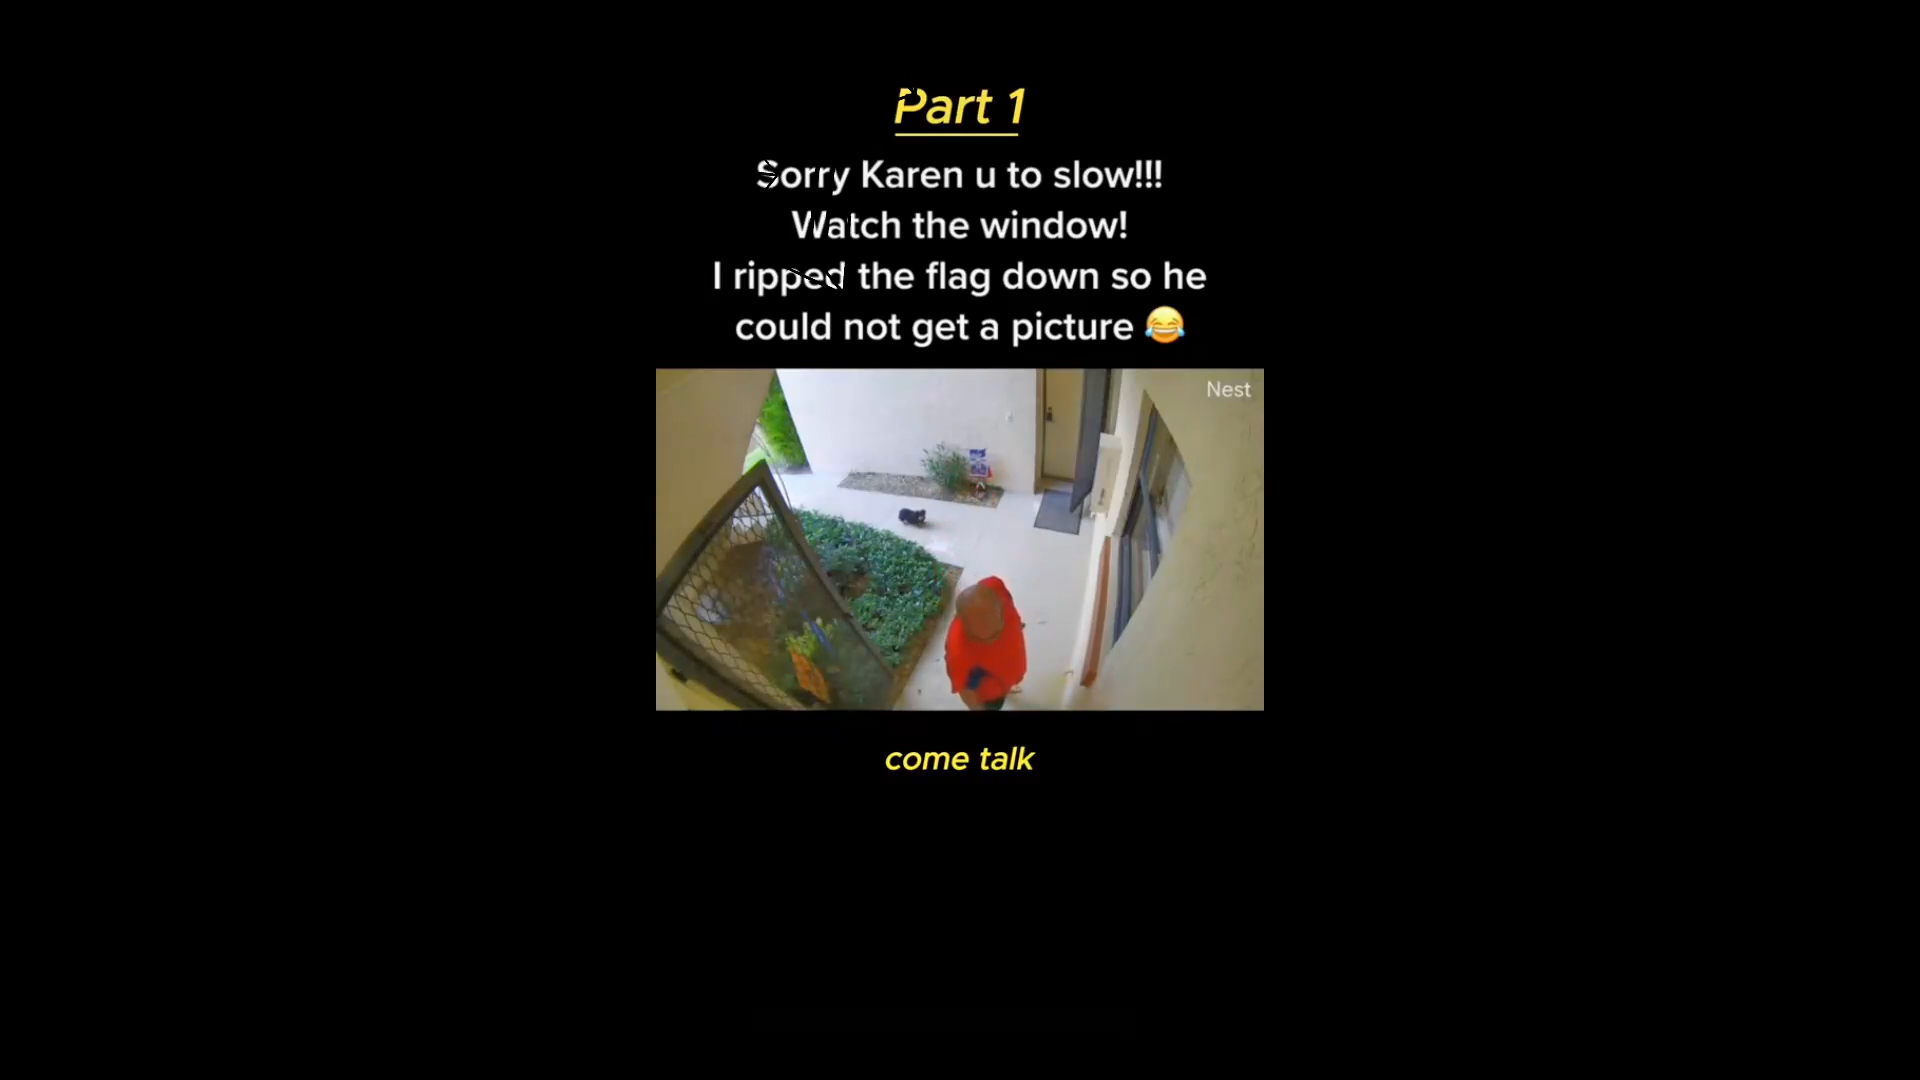 Part 1
Sorry Karen u to slow!!!
Watch the window!
I ripped the flag down so he
could not get a picture 😂
Nest
come talk